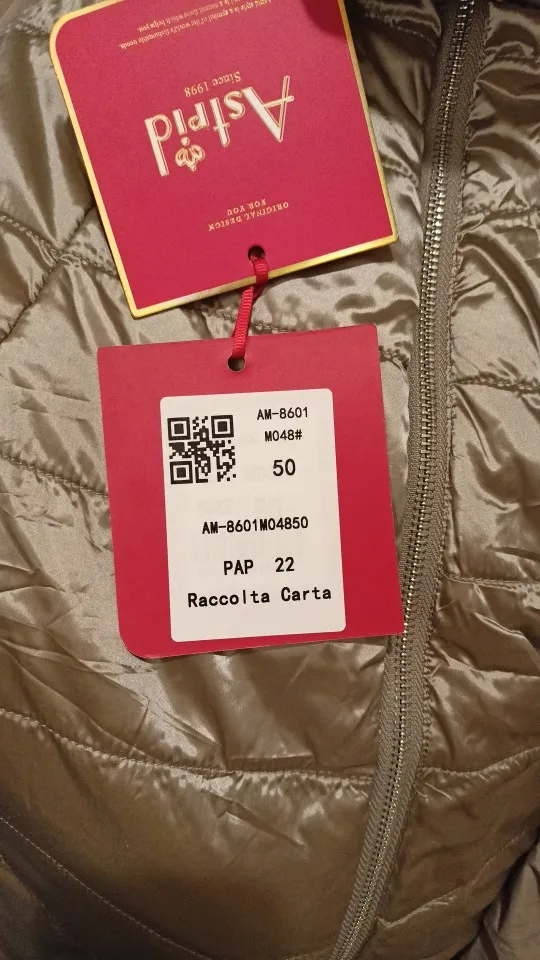 Astrid
Since 1998
ORIGINAL DESIGN
FOR YOU
AM-8601
M048#
50
AM-8601M04850
PAP 22
Raccolta Carta